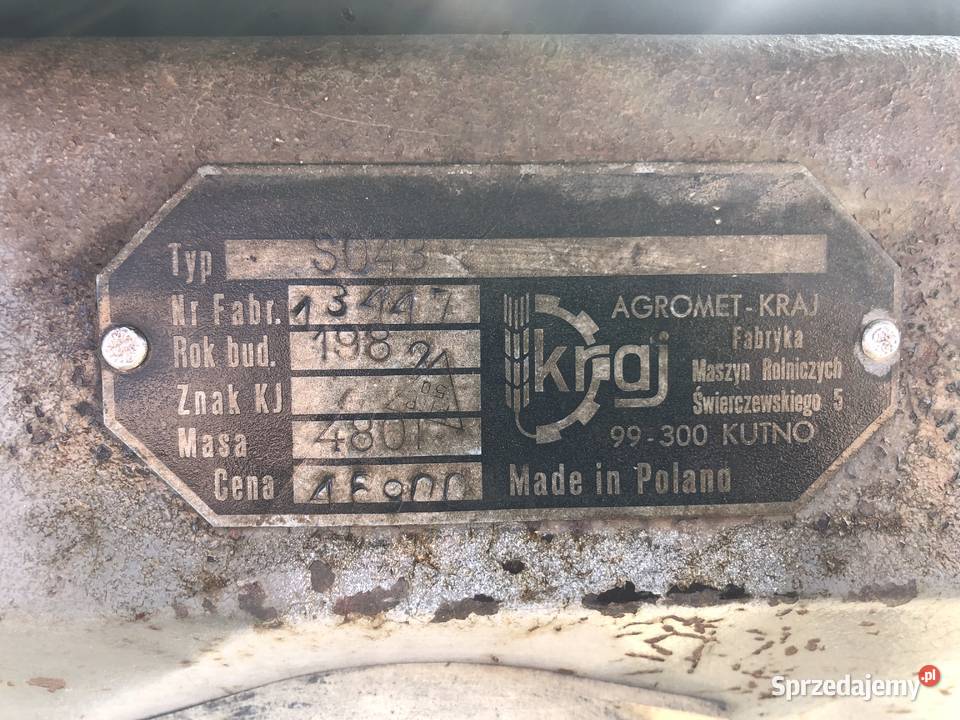 Typ S043
Nr Fabr. 13447
Rok bud. 198
Znak KJ
Masa 480
Cena
kraj
AGROMET-KRAJ
Fabryka
Maszyn Rolniczych
Świerczewskiego 5
99-300 KUTNO
Made in Poland
Sprzedajemy.pl